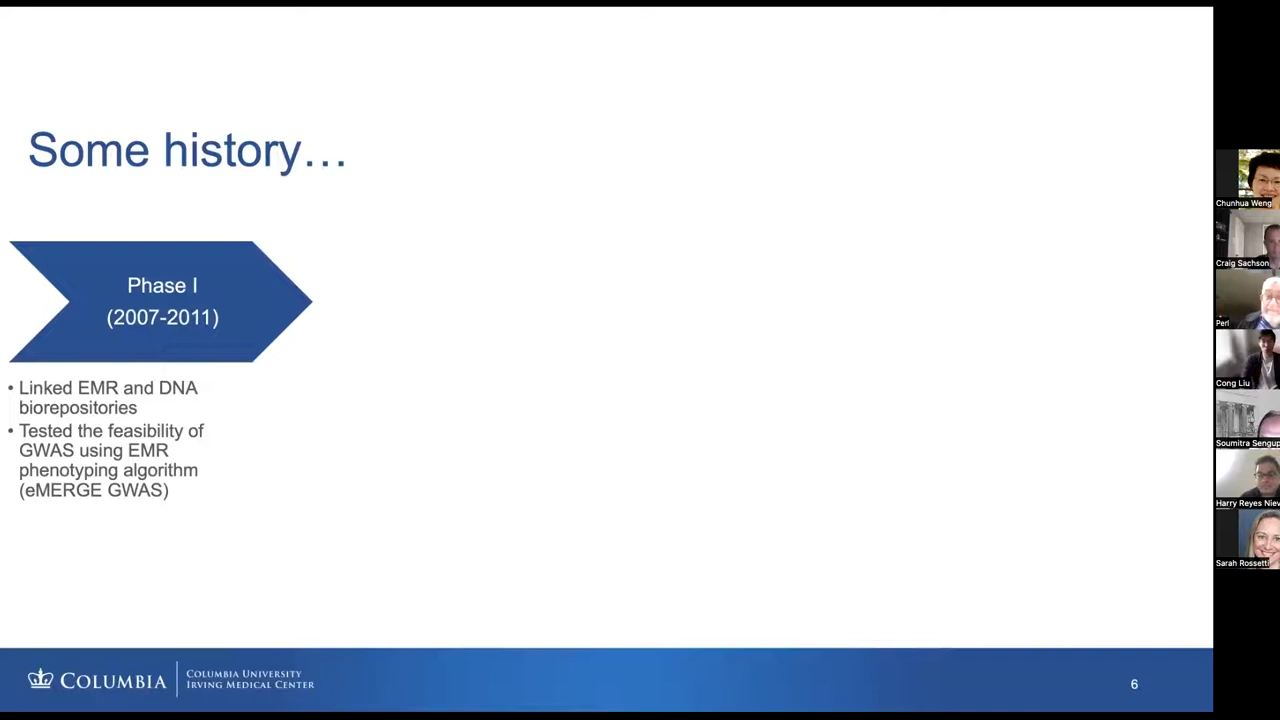 Some history…
Phase I
(2007-2011)
• Linked EMR and DNA
biorepositories
• Tested the feasibility of
GWAS using EMR
phenotyping algorithm
(eMERGE GWAS)
Chunhua Weng
Craig Sachson
Perl
Cong Liu
Soumitra Sengup
Harry Reyes Niev
Sarah Rossetti
COLUMBIA
COLUMBIA UNIVERSITY
IRVING MEDICAL CENTER
6